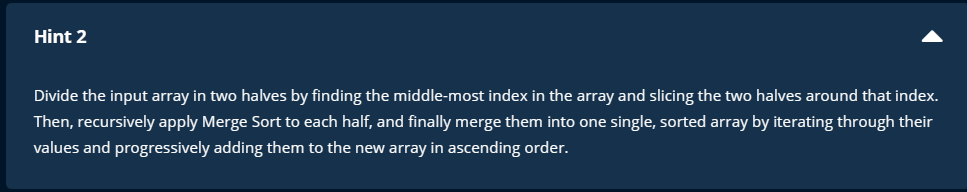 Hint 2
Divide the input array in two halves by finding the middle-most index in the array and slicing the two halves around that index.
Then, recursively apply Merge Sort to each half, and finally merge them into one single, sorted array by iterating through their
values and progressively adding them to the new array in ascending order.